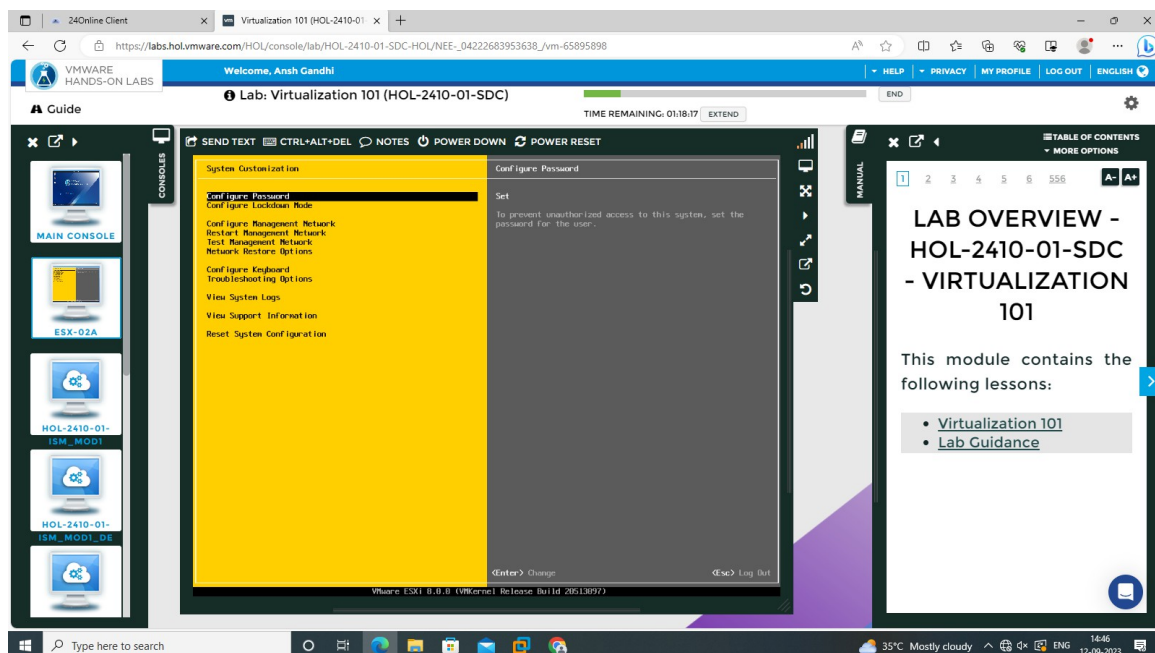 24Online Client
vm Virtualization 101 (HOL-2410-01
https://labs.hol.vmware.com/HOL/console/lab/HOL-2410-01-SDC-HOL/NEE-_04222683953638_/vm-65895898
VMWARE
HANDS-ON LABS
Welcome, Ansh Gandhi
HELP
PRIVACY
MY PROFILE
LOG OUT
ENGLISH
Guide
Lab: Virtualization 101 (HOL-2410-01-SDC)
TIME REMAINING: 01:18:17
EXTEND
END
CONSOLES
MAIN CONSOLE
ESX-02A
HOL-2410-01-
ISM_MOD1
HOL-2410-01-
ISM_MOD1_DE
SEND TEXT CTRL+ALT+DEL NOTES POWER DOWN POWER RESET
System Customization
Configure Password
Configure Lockdown Mode
Configure Management Network
Restart Management Network
Test Management Network
Network Restore Options
Configure Keyboard
Troubleshooting Options
View System Logs
View Support Information
Reset System Configuration
Configure Password
Set
To prevent unauthorized access to this system, set the
password for the user.
<Enter> Change
<Esc> Log Out
VMware ESXi 8.0.0 (VMKernel Release Build 20513097)
MANUAL
TABLE OF CONTENTS
MORE OPTIONS
1 2 3 4 5 6 556
A- A+
LAB OVERVIEW -
HOL-2410-01-SDC
- VIRTUALIZATION
101
This module contains the
following lessons:
• Virtualization 101
• Lab Guidance
Type here to search
35°C Mostly cloudy
ENG
14:46
12-09-2023